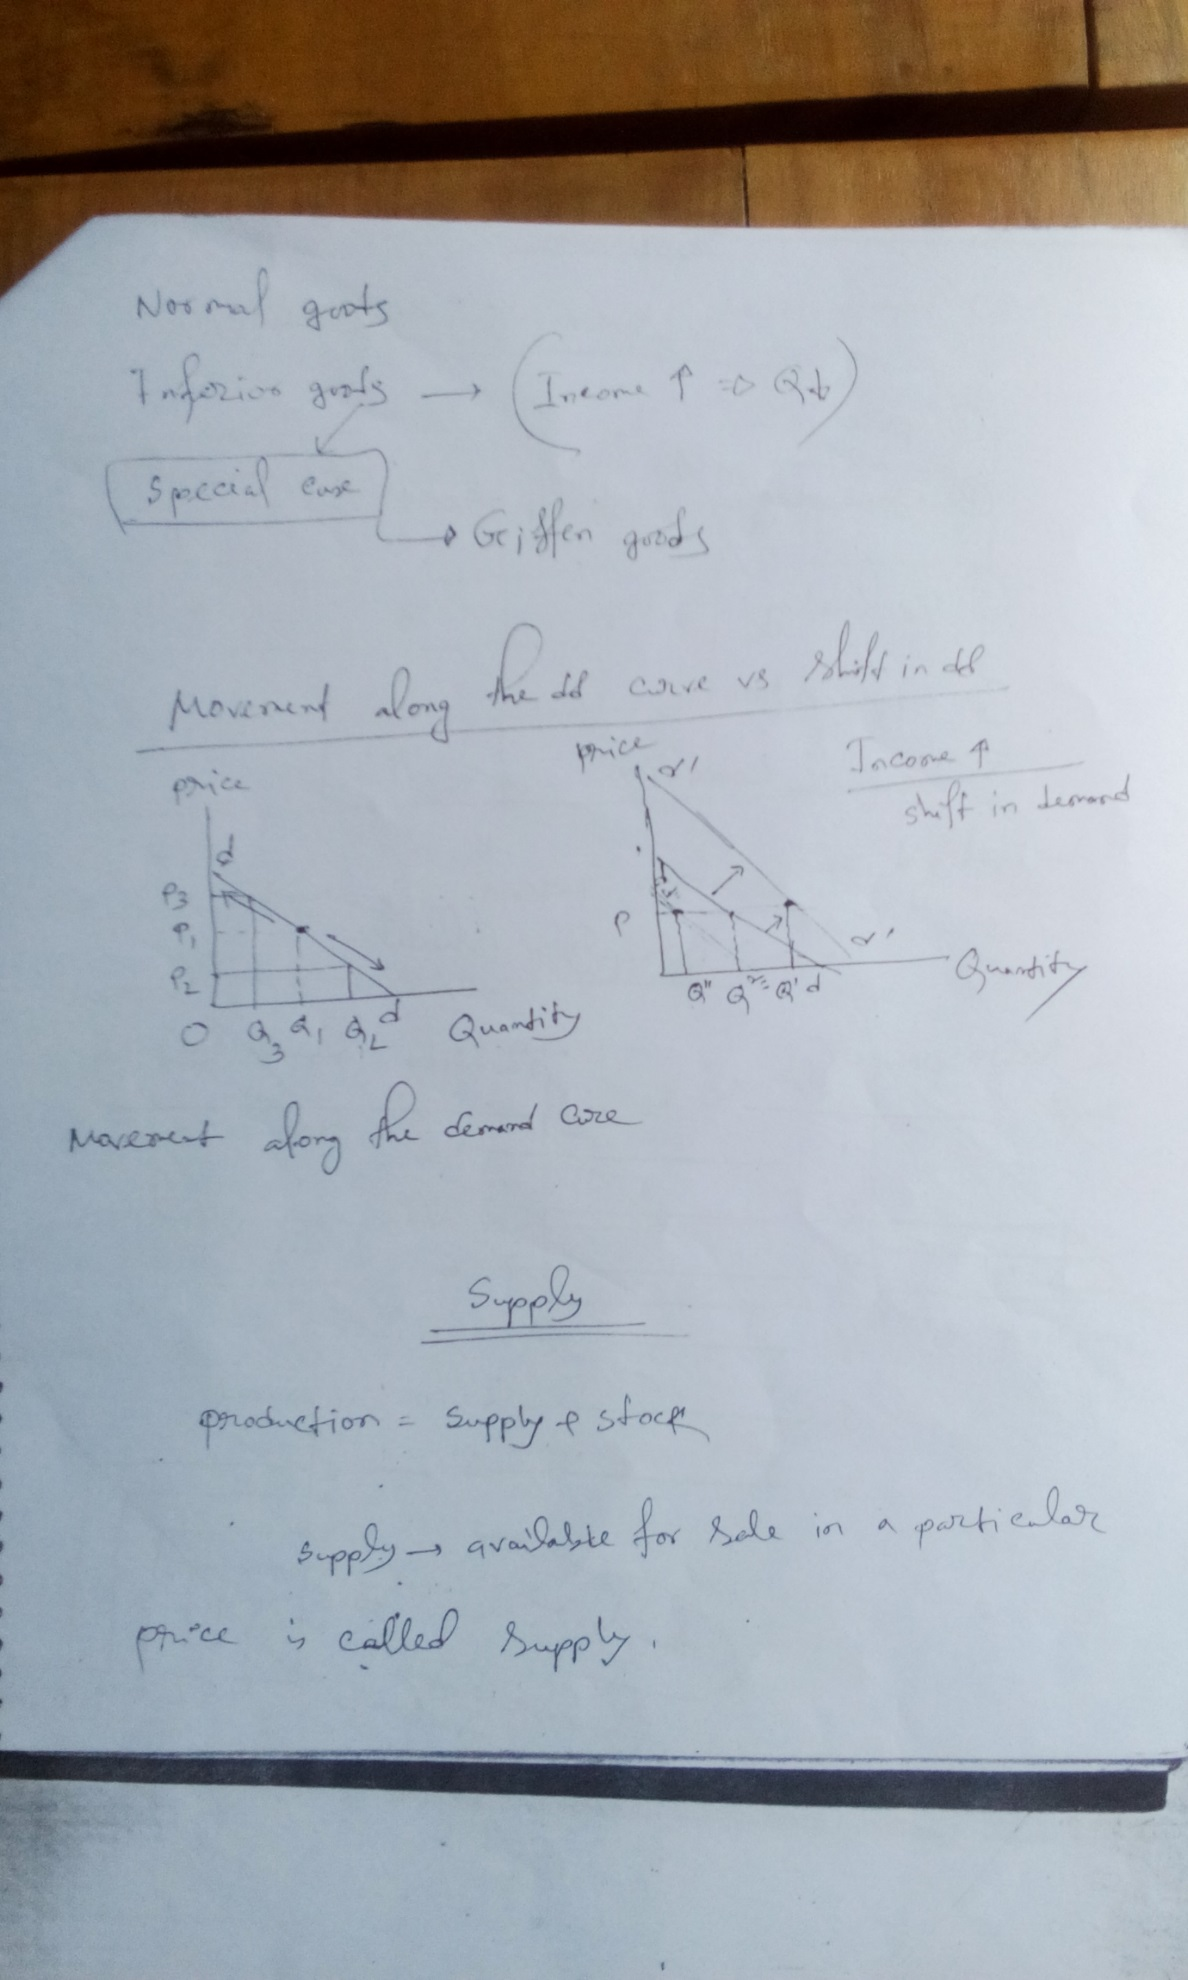 Normal goods
Inferior goods → (Income ↑ ⇒ Q↓)
Special case
→ Giffen goods
Movement along the dd curve vs shift in dd
price
d
P3
P1
P2
O Q3 Q1 Q2 d Quantity
price
Income ↑
shift in demand
P
Q" Q' d Quantity
Movement along the demand cure
Supply
production = supply + stock
supply → available for sale in a particular
price is called supply.